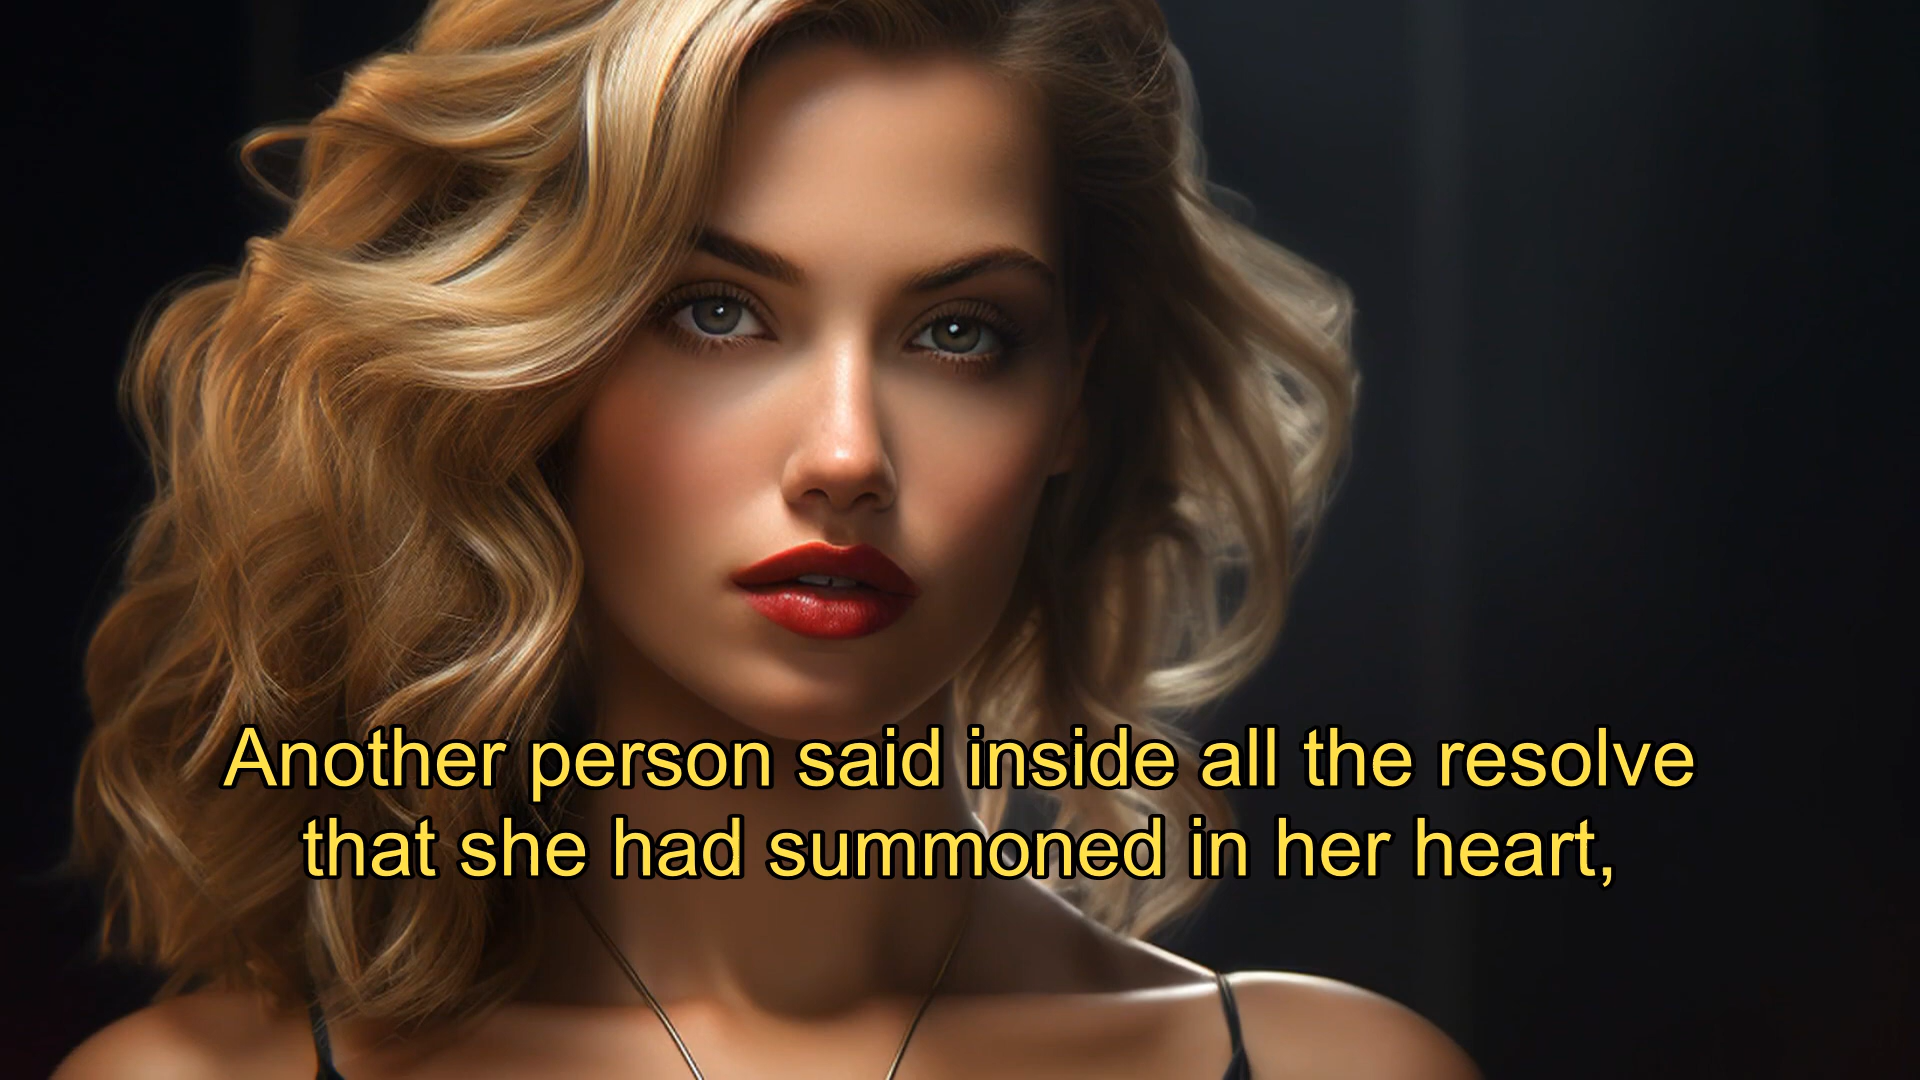 Another person said inside all the resolve
that she had summoned in her heart,